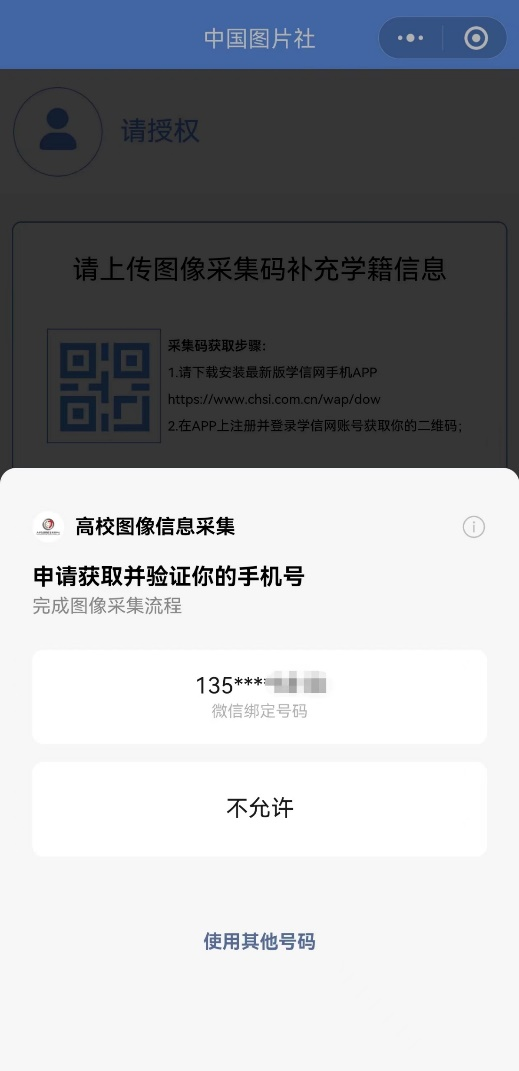 中国图片社
请授权
请上传图像采集码补充学籍信息
采集码获取步骤：
1.请下载安装最新版学信网手机APP
https://www.chsi.com.cn/wap/dow
2.在APP上注册并登录学信网账号获取你的二维码；
高校图像信息采集
申请获取并验证你的手机号
完成图像采集流程
135****
微信绑定号码
不允许
使用其他号码